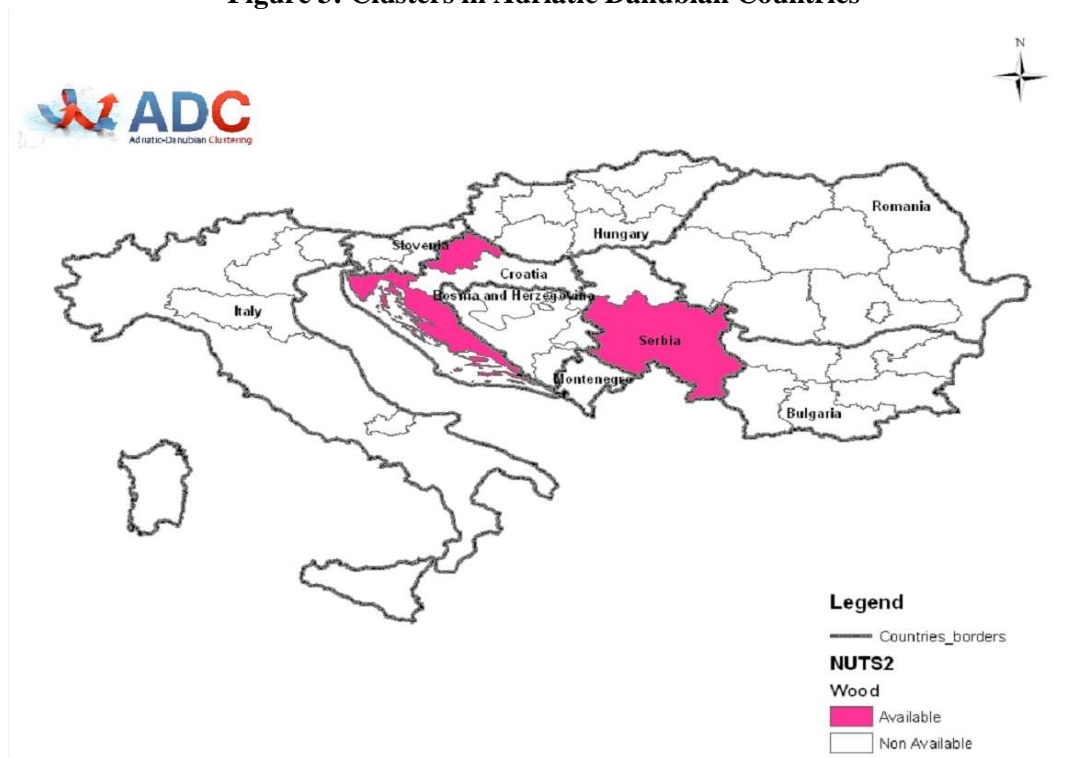 Figure 3: Clusters in Adriatic Danubian Countries
N
ADC
Adriatic-Danubian Clustering
Romania
Hungary
Slovenia
Croatia
Bosnia and Herzegovina
Italy
Serbia
Montenegro
Bulgaria
Legend
Countries_borders
NUTS2
Wood
Available
Non Available